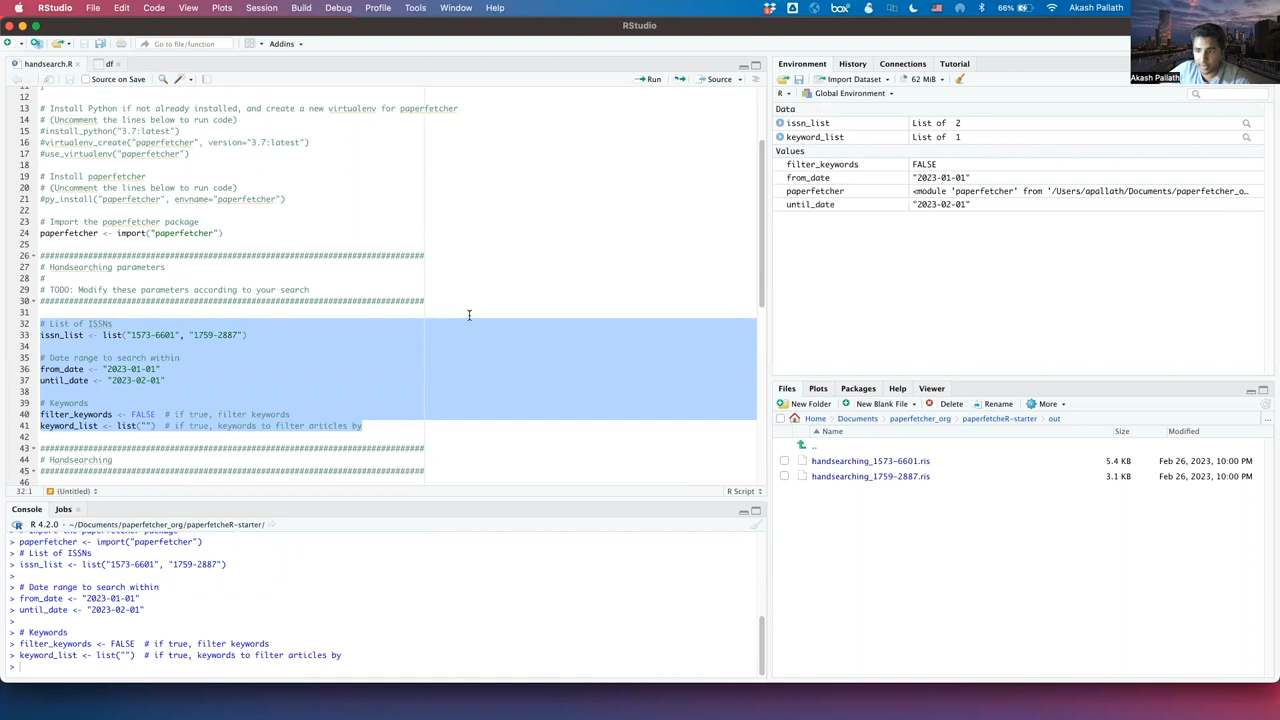 RStudio File Edit Code View Plots Session Build Debug Profile Tools Window Help box 66% Akash Pallath
RStudio
Go to file/function Addins
handsearch.R × df ×
Source on Save Run Source
12
13 # Install Python if not already installed, and create a new virtualenv for paperfetcher
14 # (Uncomment the lines below to run code)
15 #install_python("3.7:latest")
16 #virtualenv_create("paperfetcher", version="3.7:latest")
17 #use_virtualenv("paperfetcher")
18
19 # Install paperfetcher
20 # (Uncomment the lines below to run code)
21 #py_install("paperfetcher", envname="paperfetcher")
22
23 # Import the paperfetcher package
24 paperfetcher <- import("paperfetcher")
25
26 ################################################################################
27 # Handsearching parameters
28 #
29 # TODO: Modify these parameters according to your search
30 ################################################################################
31
32 # List of ISSNs
33 issn_list <- list("1573-6601", "1759-2887")
34
35 # Date range to search within
36 from_date <- "2023-01-01"
37 until_date <- "2023-02-01"
38
39 # Keywords
40 filter_keywords <- FALSE # if true, filter keywords
41 keyword_list <- list("") # if true, keywords to filter articles by
42
43 ################################################################################
44 # Handsearching
45 ################################################################################
46
32:1 (Untitled) R Script
Console Jobs ×
R 4.2.0 · ~/Documents/paperfetcher_org/paperfetcheR-starter/
> # Import the paperfetcher package
> paperfetcher <- import("paperfetcher")
> # List of ISSNs
> issn_list <- list("1573-6601", "1759-2887")
>
> # Date range to search within
> from_date <- "2023-01-01"
> until_date <- "2023-02-01"
>
> # Keywords
> filter_keywords <- FALSE # if true, filter keywords
> keyword_list <- list("") # if true, keywords to filter articles by
>
Environment History Connections Tutorial
Import Dataset 62 MiB
R Global Environment
Data
issn_list List of 2
keyword_list List of 1
Values
filter_keywords FALSE
from_date "2023-01-01"
paperfetcher <module 'paperfetcher' from '/Users/apallath/Documents/paperfetcher_o…
until_date "2023-02-01"
Files Plots Packages Help Viewer
New Folder New Blank File Delete Rename More
Home Documents paperfetcher_org paperfetcheR-starter out ...
Name Size Modified
..
handsearching_1573-6601.ris 5.4 KB Feb 26, 2023, 10:00 PM
handsearching_1759-2887.ris 3.1 KB Feb 26, 2023, 10:00 PM
Akash Pallath